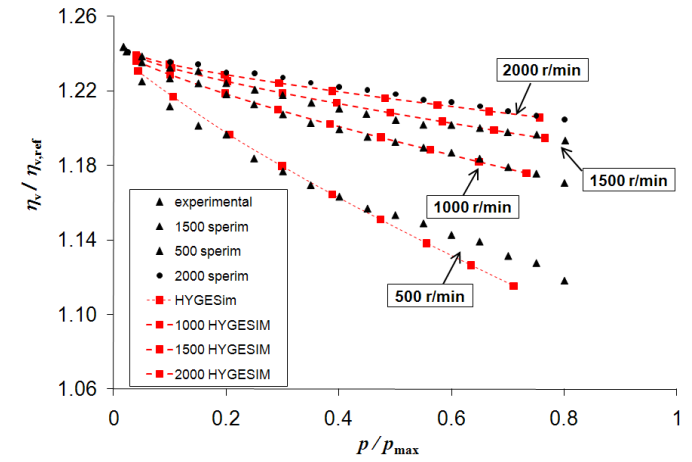 1.26
1.22
1.18
1.14
1.10
1.06
ηv / ηv,ref
2000 r/min
1500 r/min
1000 r/min
500 r/min
experimental
1500 sperim
500 sperim
2000 sperim
HYGESim
1000 HYGESIM
1500 HYGESIM
2000 HYGESIM
0 0.2 0.4 0.6 0.8 1
p / pmax